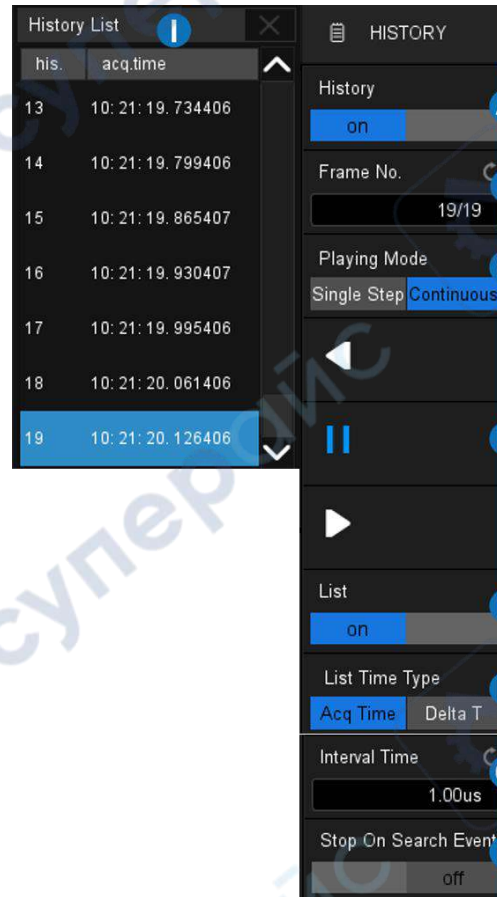 History List
I
his. acq.time
13 10: 21: 19. 734406
14 10: 21: 19. 799406
15 10: 21: 19. 865407
16 10: 21: 19. 930407
17 10: 21: 19. 995406
18 10: 21: 20. 061406
19 10: 21: 20. 126406
HISTORY
History
on
Frame No.
19/19
Playing Mode
Single Step Continuous
List
on
List Time Type
Acq Time Delta T
Interval Time
1.00us
Stop On Search Event
off